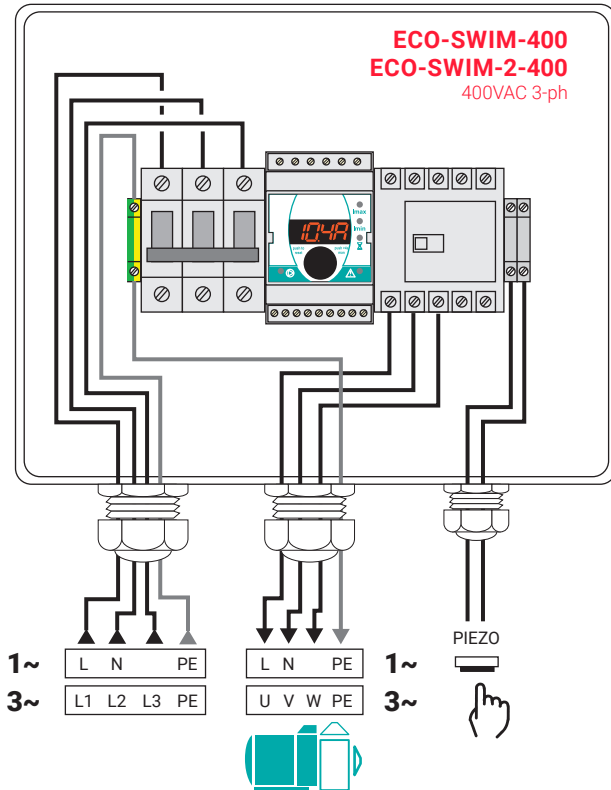 ECO-SWIM-400
ECO-SWIM-2-400
400VAC 3-ph
Imax
Imin
10.4A
PIEZO
1~ L N PE L N PE 1~
3~ L1 L2 L3 PE U V W PE 3~